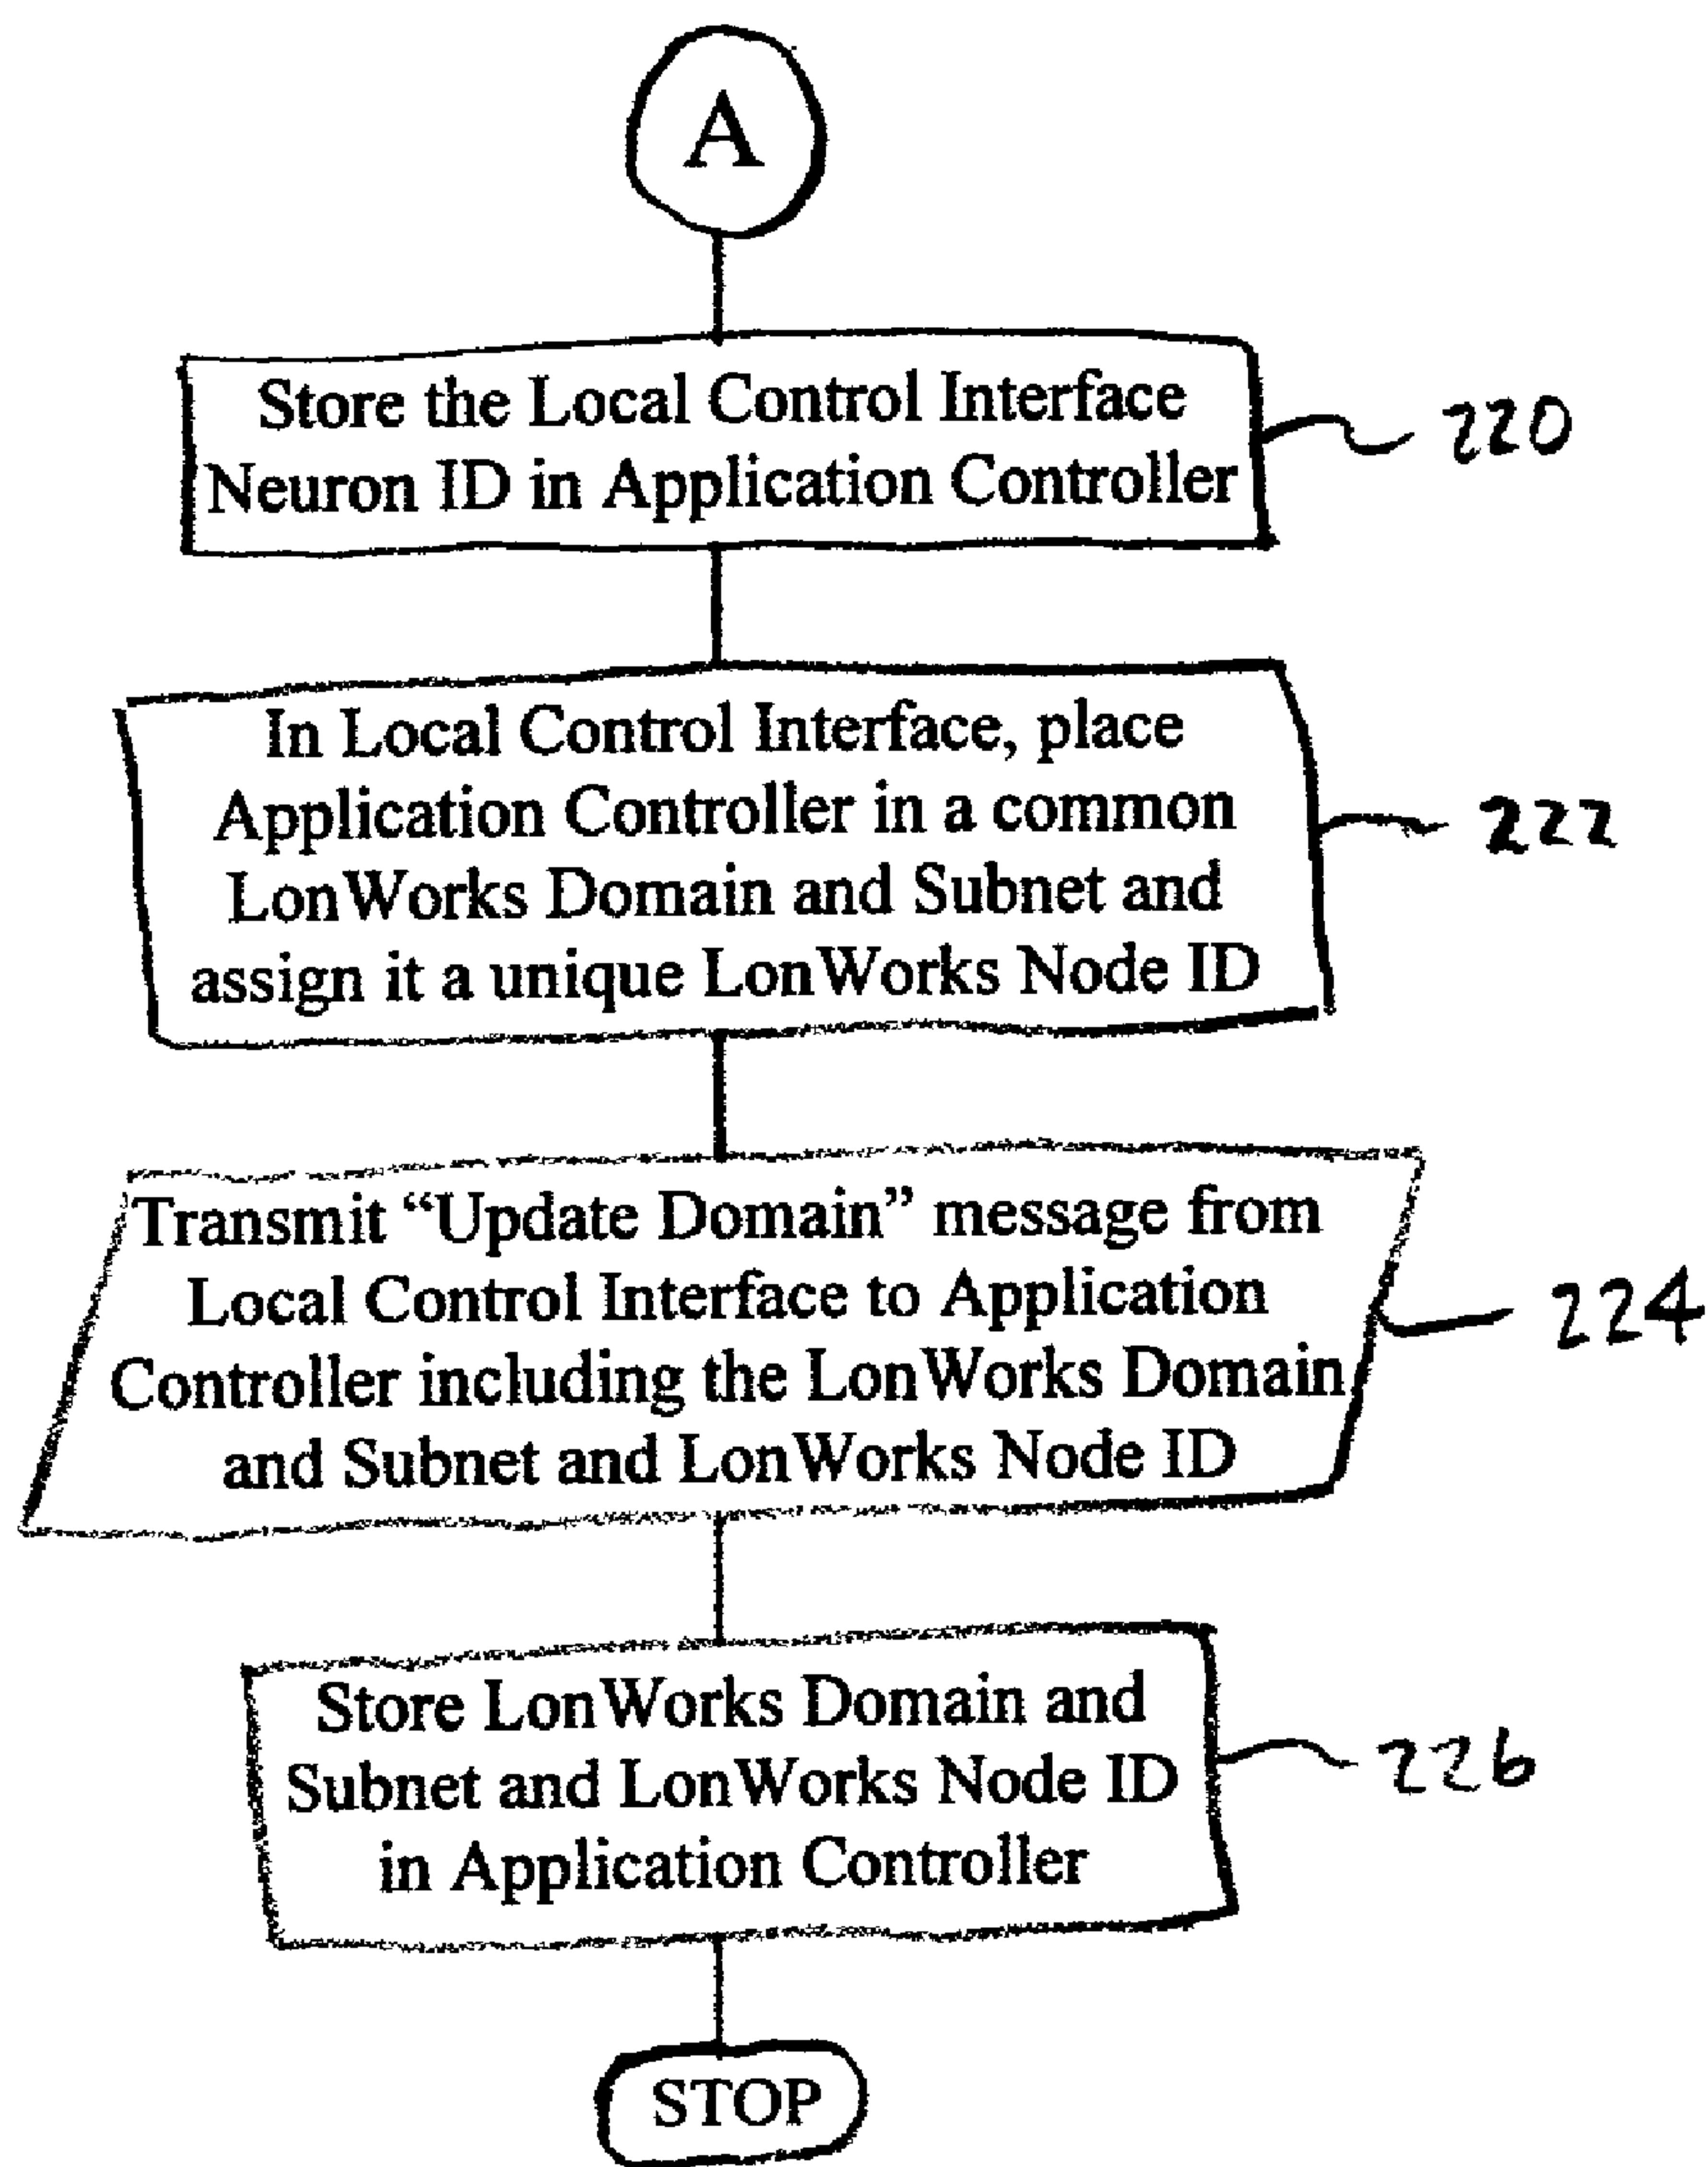 A
Store the Local Control Interface
Neuron ID in Application Controller
220
In Local Control Interface, place
Application Controller in a common
LonWorks Domain and Subnet and
assign it a unique LonWorks Node ID
222
Transmit “Update Domain” message from
Local Control Interface to Application
Controller including the LonWorks Domain
and Subnet and LonWorks Node ID
224
Store LonWorks Domain and
Subnet and LonWorks Node ID
in Application Controller
226
STOP